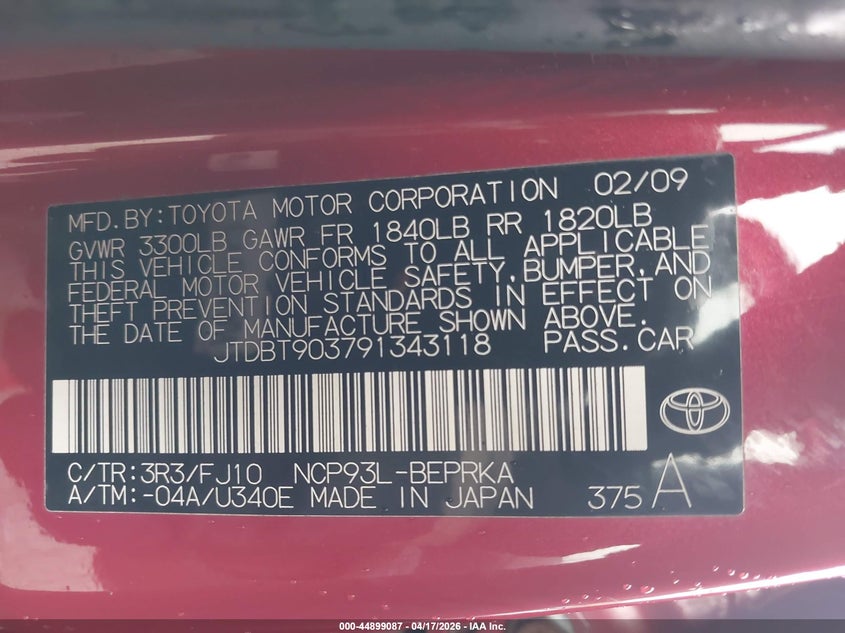 MFD.BY:TOYOTA MOTOR CORPORATION 02/09
GVWR 3300LB GAWR FR 1840LB RR 1820LB
THIS VEHICLE CONFORMS TO ALL APPLICABLE
FEDERAL MOTOR VEHICLE SAFETY,BUMPER,AND
THEFT PREVENTION STANDARDS IN EFFECT ON
THE DATE OF MANUFACTURE SHOWN ABOVE.
JTDBT903791343118 PASS.CAR
C/TR:3R3/FJ10 NCP93L-BEPRKA
A/TM:-04A/U340E MADE IN JAPAN 375 A
000-44899087 - 04/17/2026 - IAA Inc.